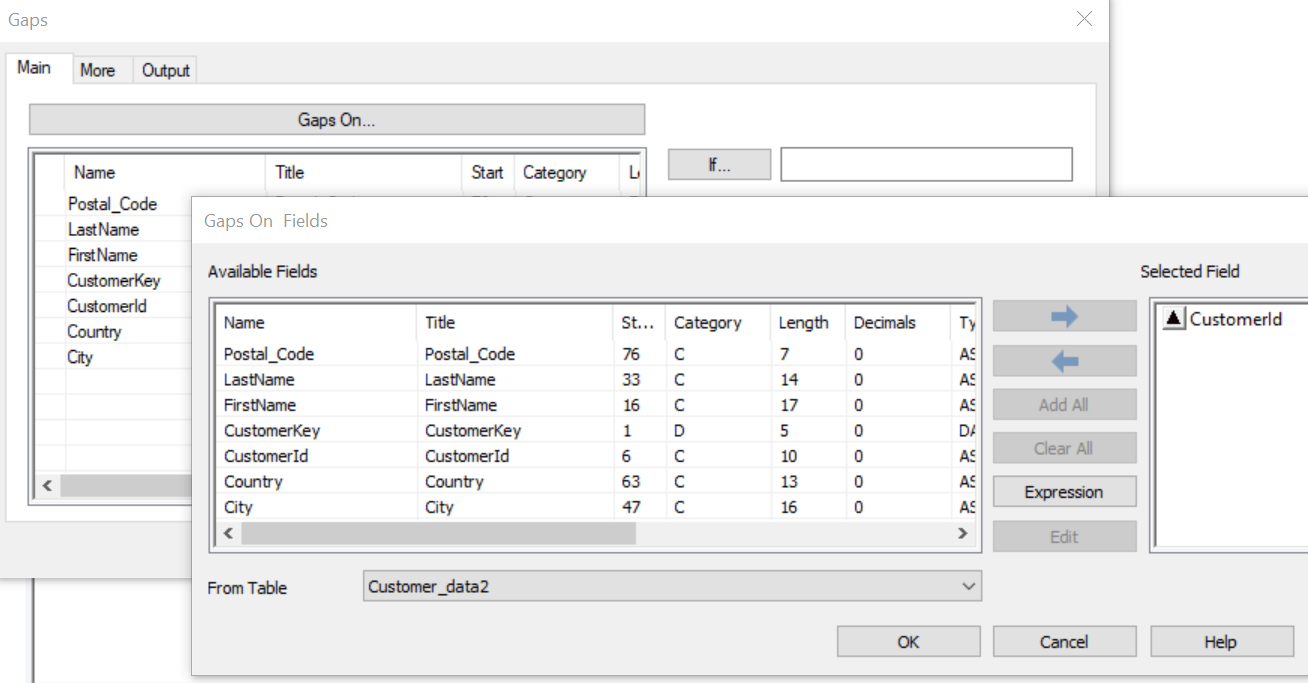 Gaps
Main More Output
Gaps On...
Name Title Start Category
If...
Postal_Code
LastName
FirstName
CustomerKey
CustomerId
Country
City
Gaps On Fields
Available Fields
Selected Field
Name Title St... Category Length Decimals Ty
Postal_Code Postal_Code 76 C 7 0 AS
LastName LastName 33 C 14 0 AS
FirstName FirstName 16 C 17 0 AS
CustomerKey CustomerKey 1 D 5 0 DA
CustomerId CustomerId 6 C 10 0 AS
Country Country 63 C 13 0 AS
City City 47 C 16 0 AS
Add All
Clear All
Expression
Edit
CustomerId
From Table Customer_data2
OK Cancel Help